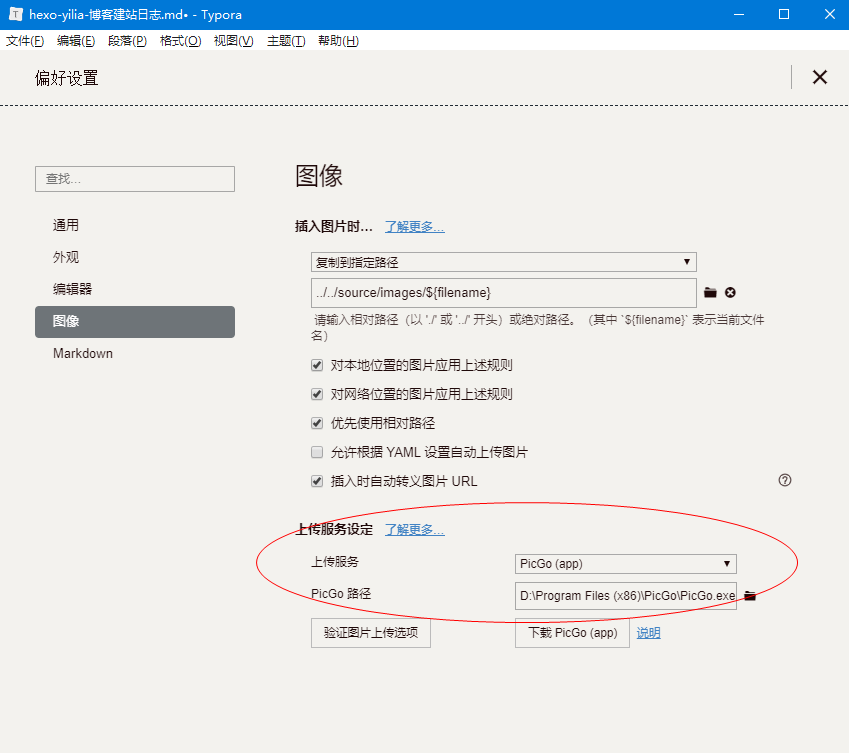 hexo-yilia-博客建站日志.md• - Typora
文件(F) 编辑(E) 段落(P) 格式(O) 视图(V) 主题(T) 帮助(H)
偏好设置
查找...
通用
外观
编辑器
图像
Markdown
图像
插入图片时... 了解更多...
复制到指定路径
../../source/images/${filename}
请输入相对路径（以 './' 或 '../' 开头）或绝对路径。（其中 `${filename}` 表示当前文件
名）
对本地位置的图片应用上述规则
对网络位置的图片应用上述规则
优先使用相对路径
允许根据 YAML 设置自动上传图片
插入时自动转义图片 URL
上传服务设定 了解更多...
上传服务 PicGo (app)
PicGo 路径 D:\Program Files (x86)\PicGo\PicGo.exe
验证图片上传选项 下载 PicGo (app) 说明